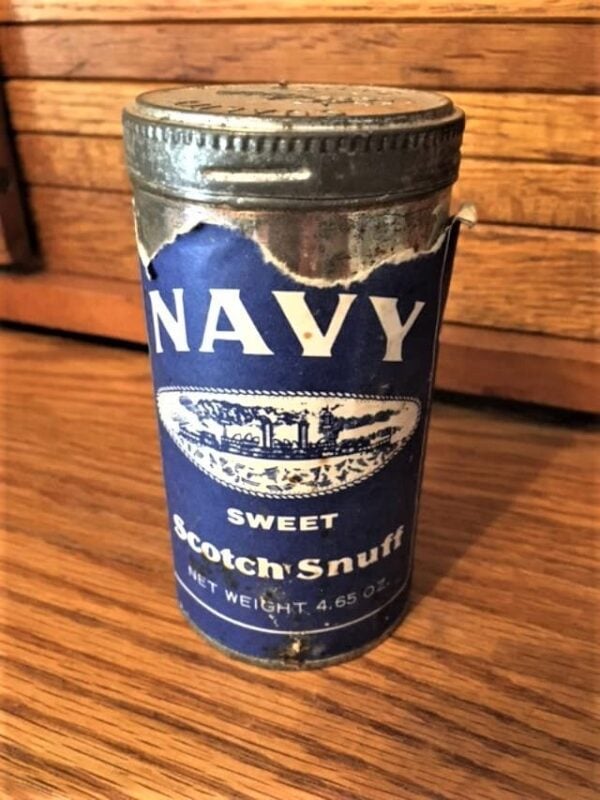 NAVY
SWEET
Scotch Snuff
NET WEIGHT 4.65 OZ.